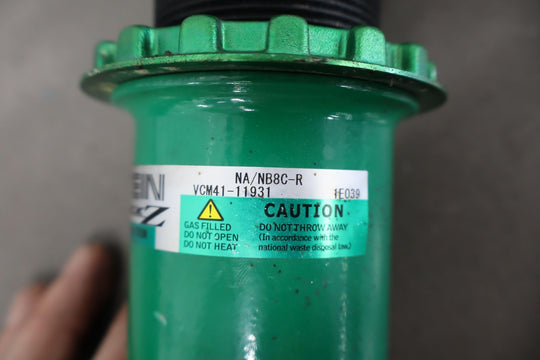 NA/NB8C-R
VCM41-11931 1E039
EIN
Z
CAUTION
GAS FILLED
DO NOT OPEN
DO NOT HEAT
DO NOT THROW AWAY
(In accordance with the
national waste disposal law.)